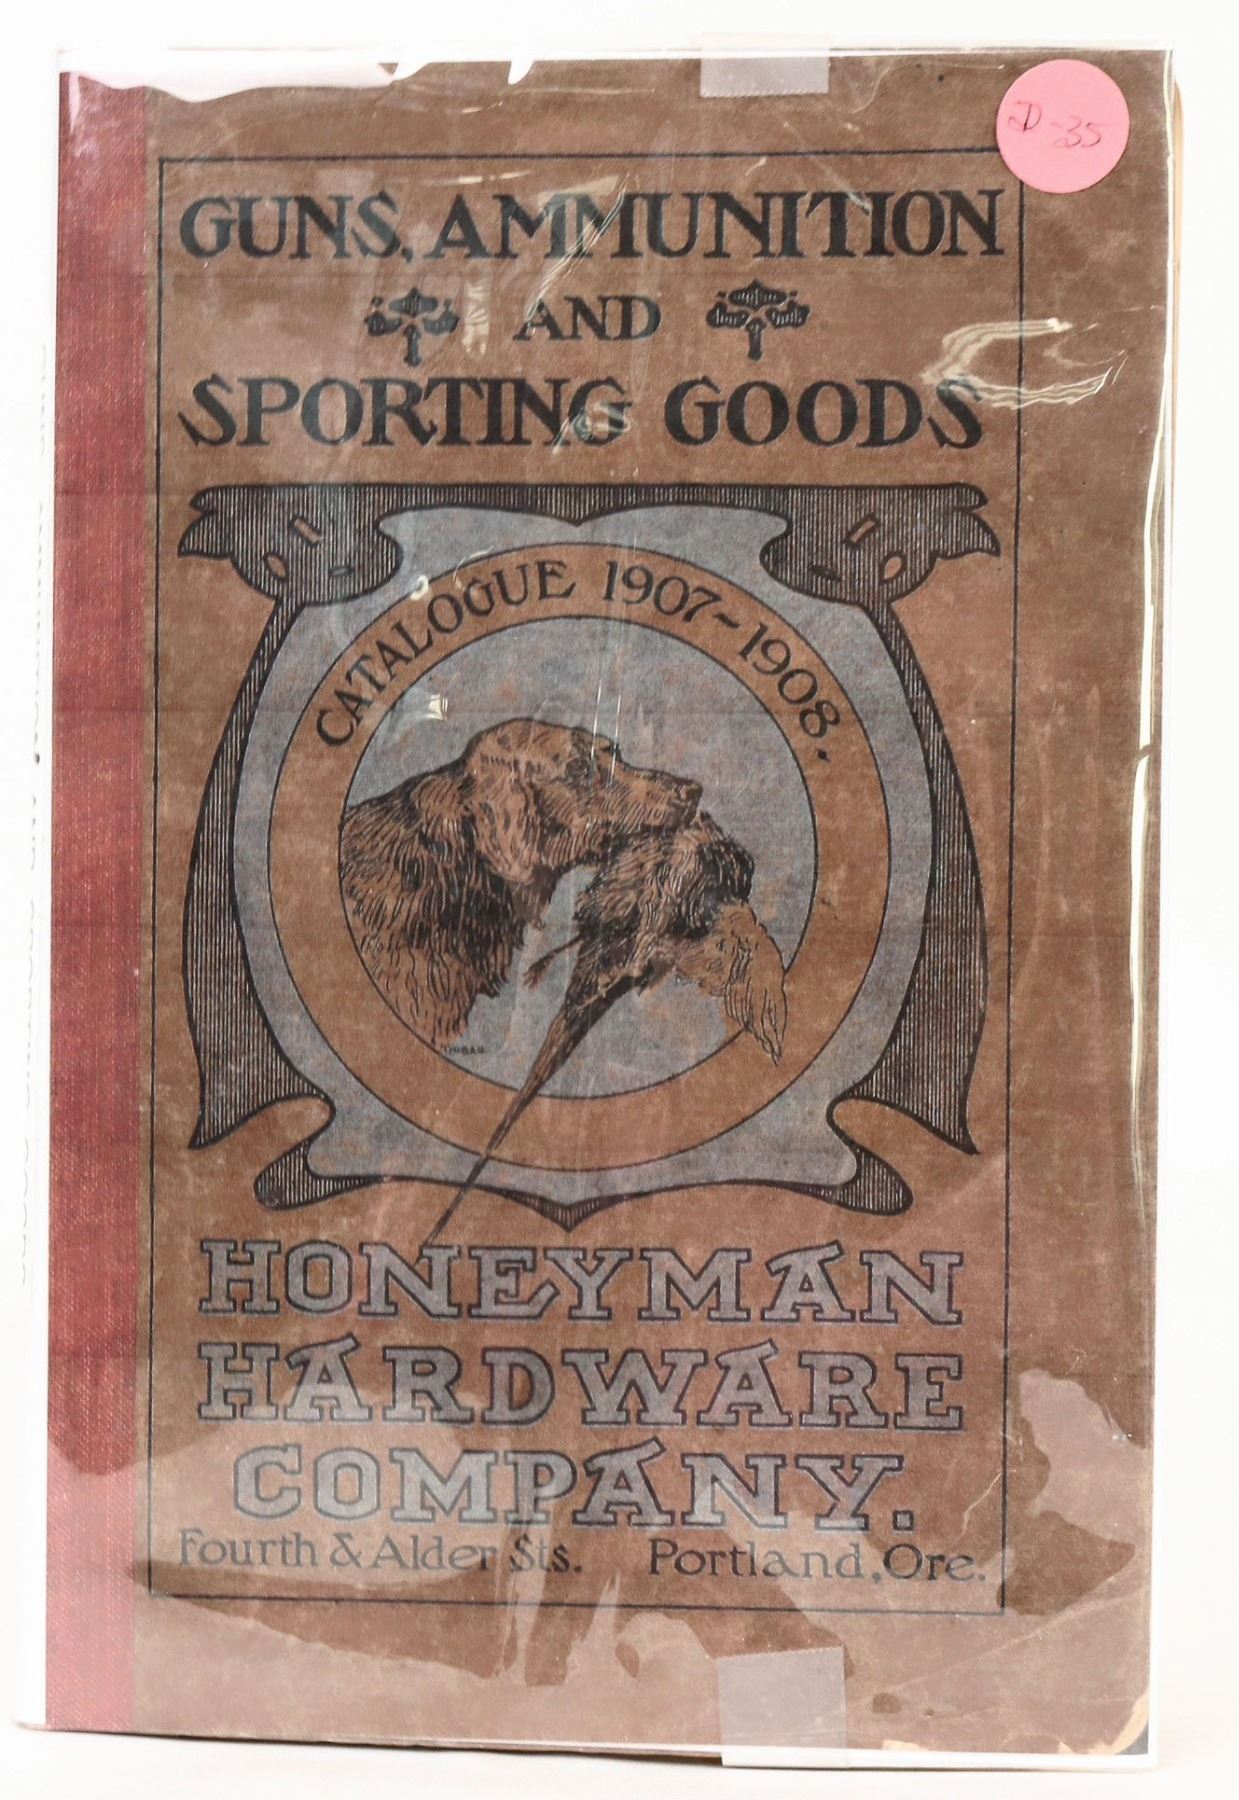 D-35
GUNS, AMMUNITION
AND
SPORTING GOODS
CATALOGUE 1907-1908.
HONEYMAN
HARDWARE
COMPANY.
Fourth & Alder Sts. Portland, Ore.